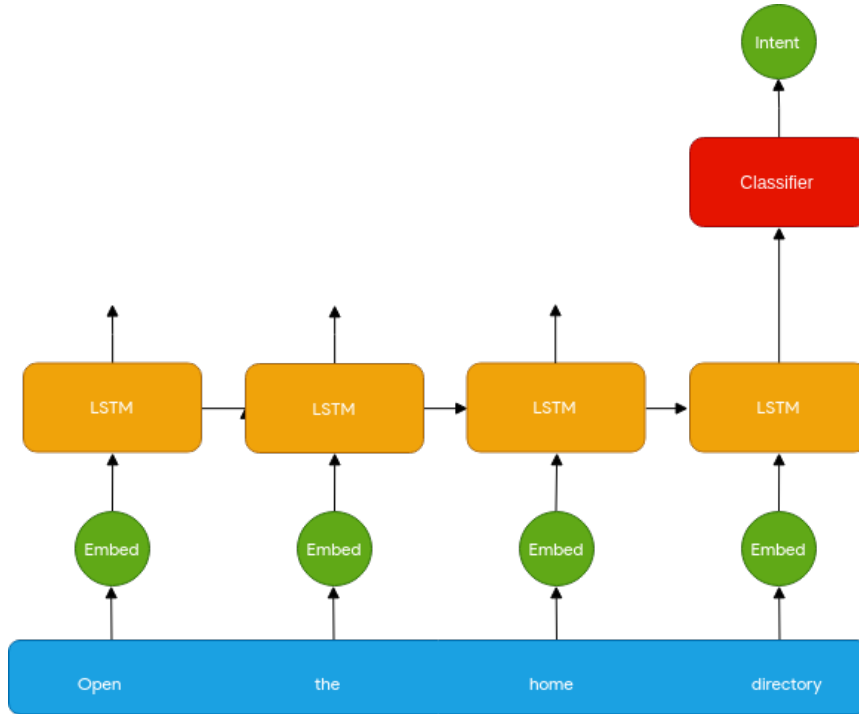 Intent
Classifier
LSTM LSTM LSTM LSTM
Embed Embed Embed Embed
Open the home directory